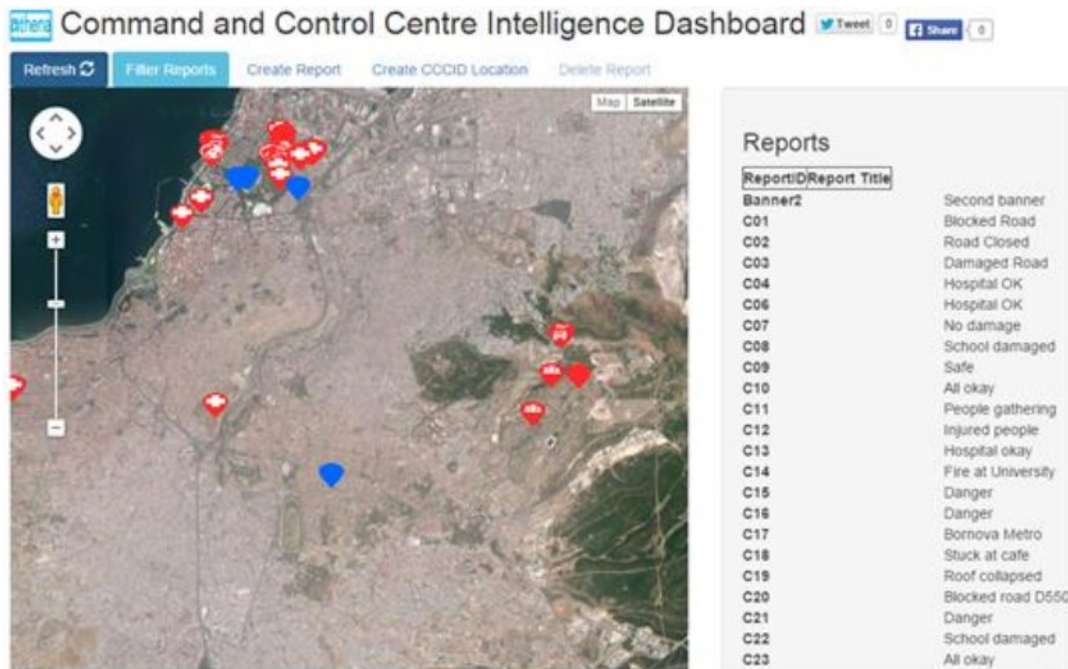 athena Command and Control Centre Intelligence Dashboard Tweet 0 Share 0
Refresh Filter Reports Create Report Create CCCID Location Delete Report
Map Satellite
Reports
ReportID Report Title
Banner2 Second banner
C01 Blocked Road
C02 Road Closed
C03 Damaged Road
C04 Hospital OK
C06 Hospital OK
C07 No damage
C08 School damaged
C09 Safe
C10 All okay
C11 People gathering
C12 Injured people
C13 Hospital okay
C14 Fire at University
C15 Danger
C16 Danger
C17 Bornova Metro
C18 Stuck at cafe
C19 Roof collapsed
C20 Blocked road D550
C21 Danger
C22 School damaged
C23 All okay